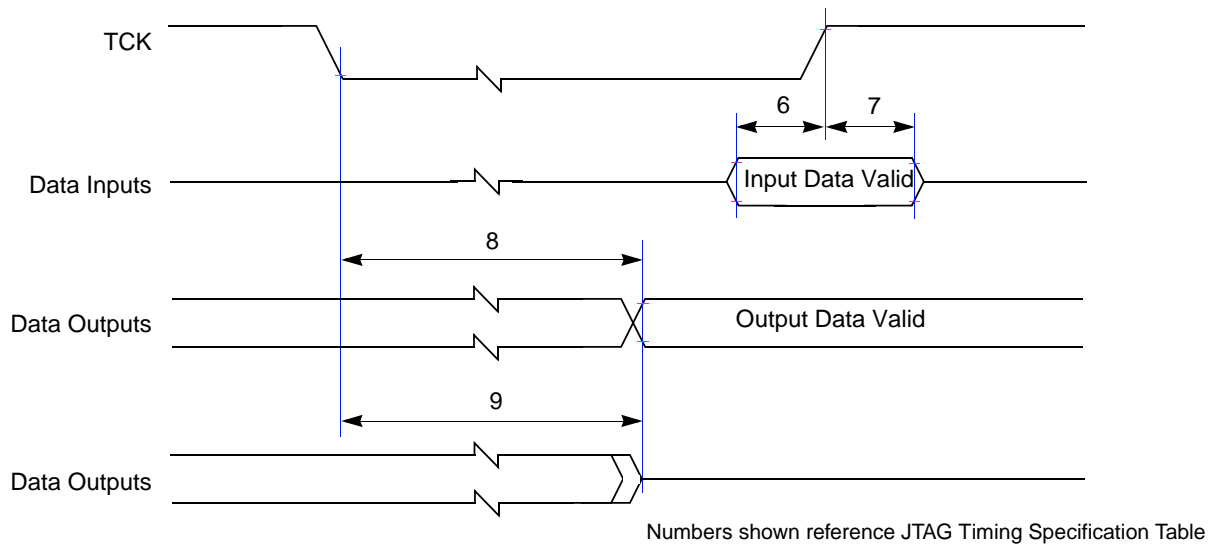 TCK
6
7
Data Inputs
Input Data Valid
8
Data Outputs
Output Data Valid
9
Data Outputs
Numbers shown reference JTAG Timing Specification Table